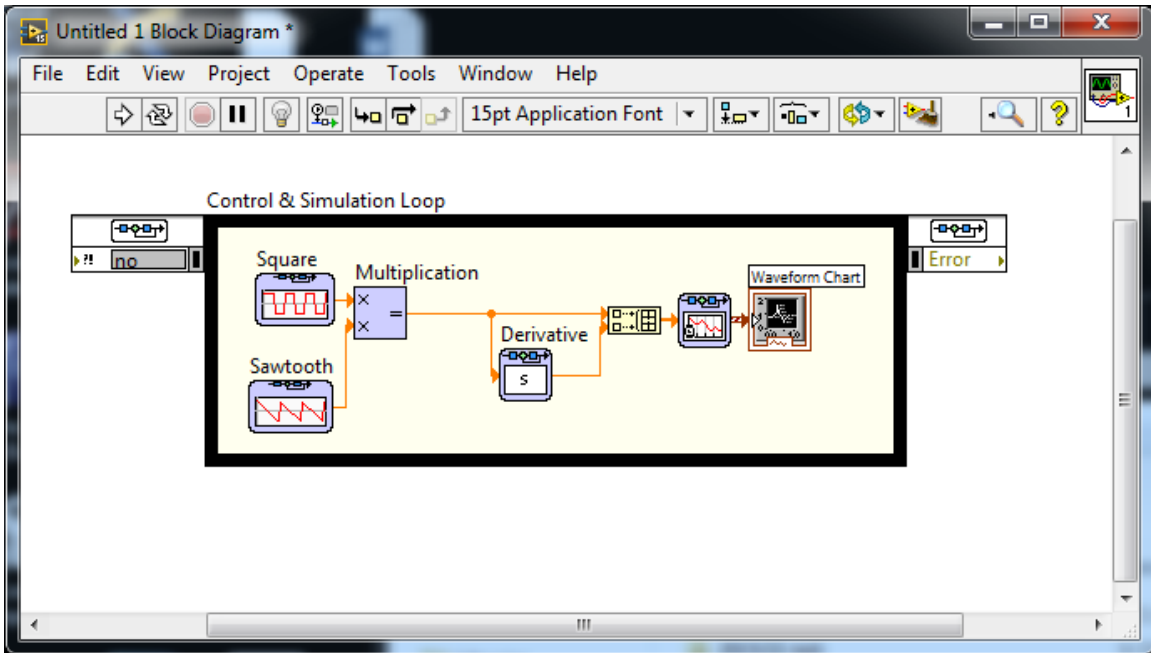 Untitled 1 Block Diagram *
File Edit View Project Operate Tools Window Help
15pt Application Font
1
Control & Simulation Loop
?! no
Error
Square
Multiplication
×
=
×
Waveform Chart
Derivative
s
Sawtooth